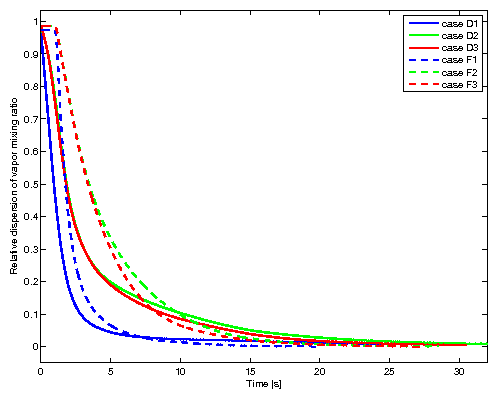 1
0.9
0.8
0.7
0.6
0.5
0.4
0.3
0.2
0.1
0
Relative dispersion of vapor mixing ratio
case D1
case D2
case D3
case F1
case F2
case F3
0 5 10 15 20 25 30
Time [s]